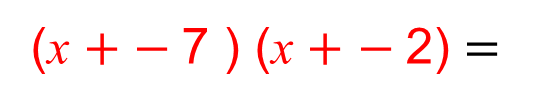 (x + − 7 ) (x + − 2) =